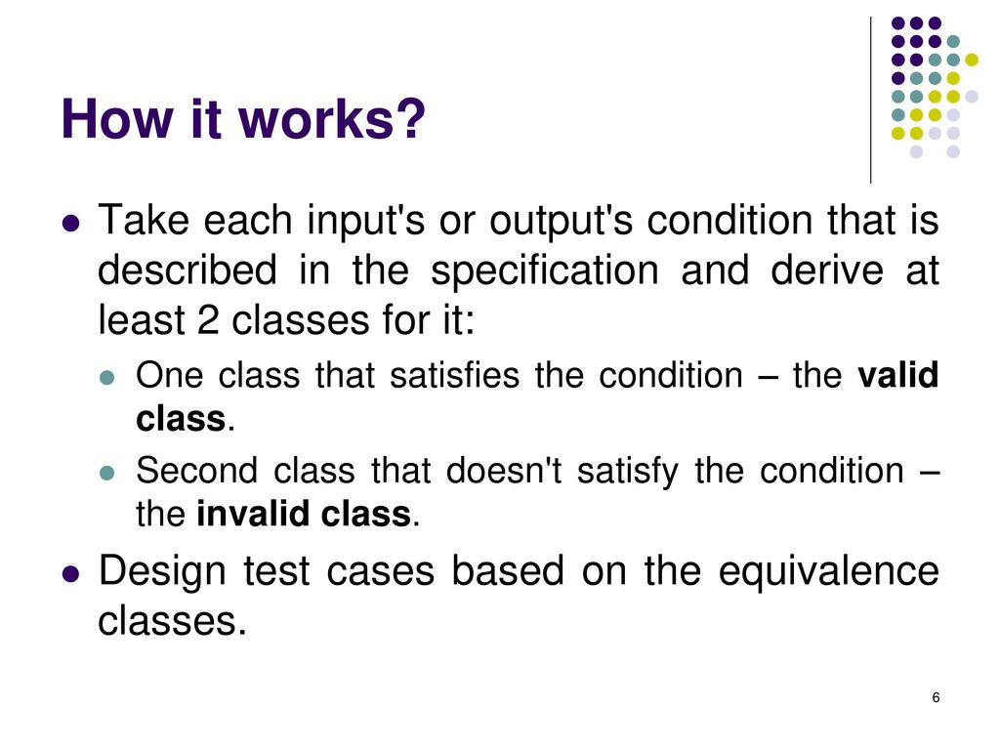 How it works?
Take each input's or output's condition that is
described in the specification and derive at
least 2 classes for it:
One class that satisfies the condition – the valid
class.
Second class that doesn't satisfy the condition –
the invalid class.
Design test cases based on the equivalence
classes.
6